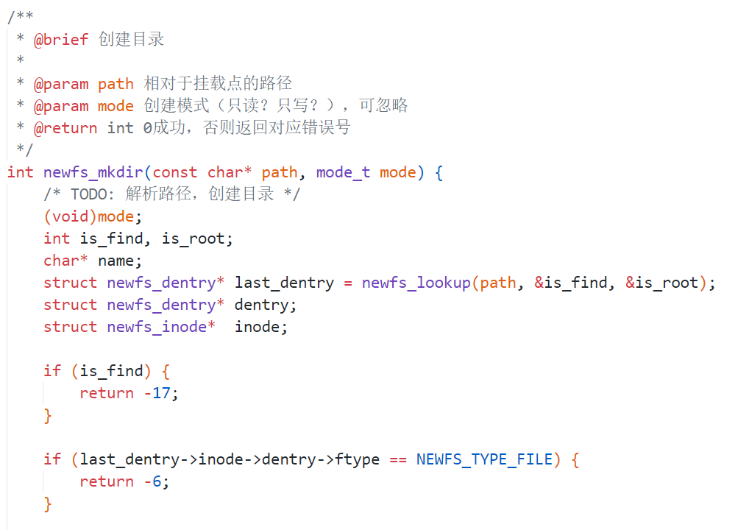 /**
 * @brief 创建目录
 *
 * @param path 相对于挂载点的路径
 * @param mode 创建模式（只读？只写？），可忽略
 * @return int 0成功，否则返回对应错误号
 */
int newfs_mkdir(const char* path, mode_t mode) {
    /* TODO: 解析路径，创建目录 */
    (void)mode;
    int is_find, is_root;
    char* name;
    struct newfs_dentry* last_dentry = newfs_lookup(path, &is_find, &is_root);
    struct newfs_dentry* dentry;
    struct newfs_inode*  inode;

    if (is_find) {
        return -17;
    }

    if (last_dentry->inode->dentry->ftype == NEWFS_TYPE_FILE) {
        return -6;
    }